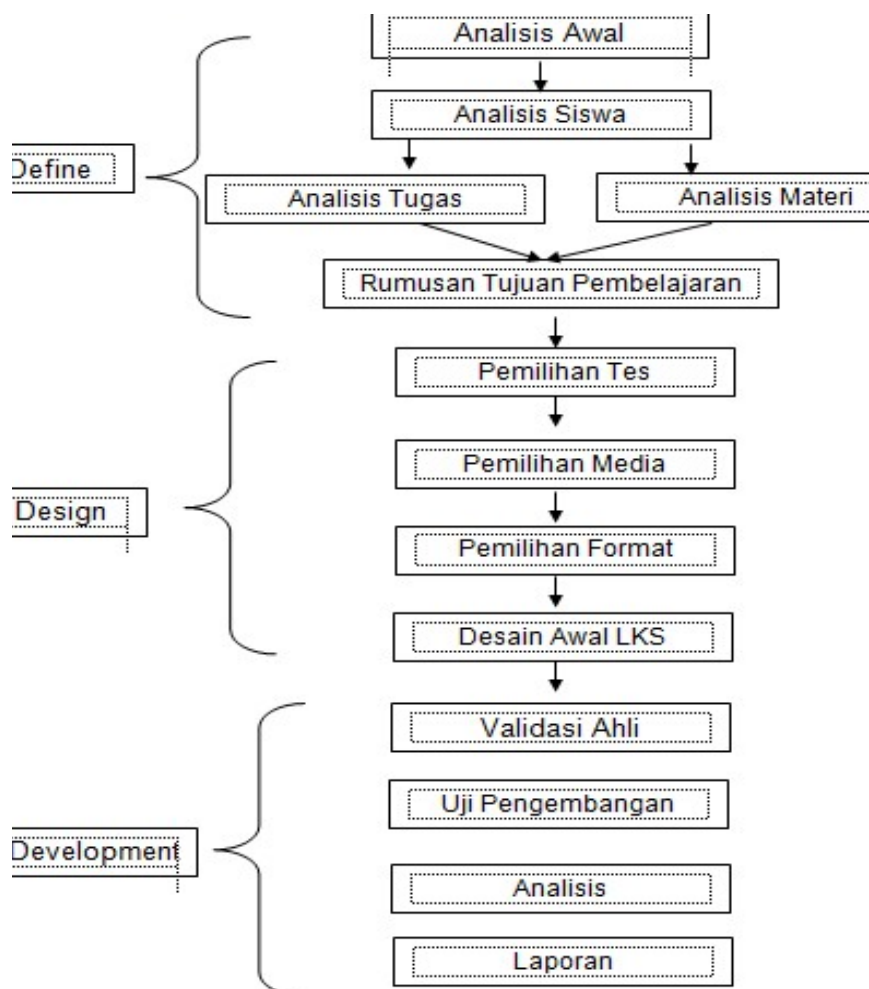 Analisis Awal
Analisis Siswa
Define
Analisis Tugas
Analisis Materi
Rumusan Tujuan Pembelajaran
Pemilihan Tes
Pemilihan Media
Design
Pemilihan Format
Desain Awal LKS
Validasi Ahli
Uji Pengembangan
Development
Analisis
Laporan